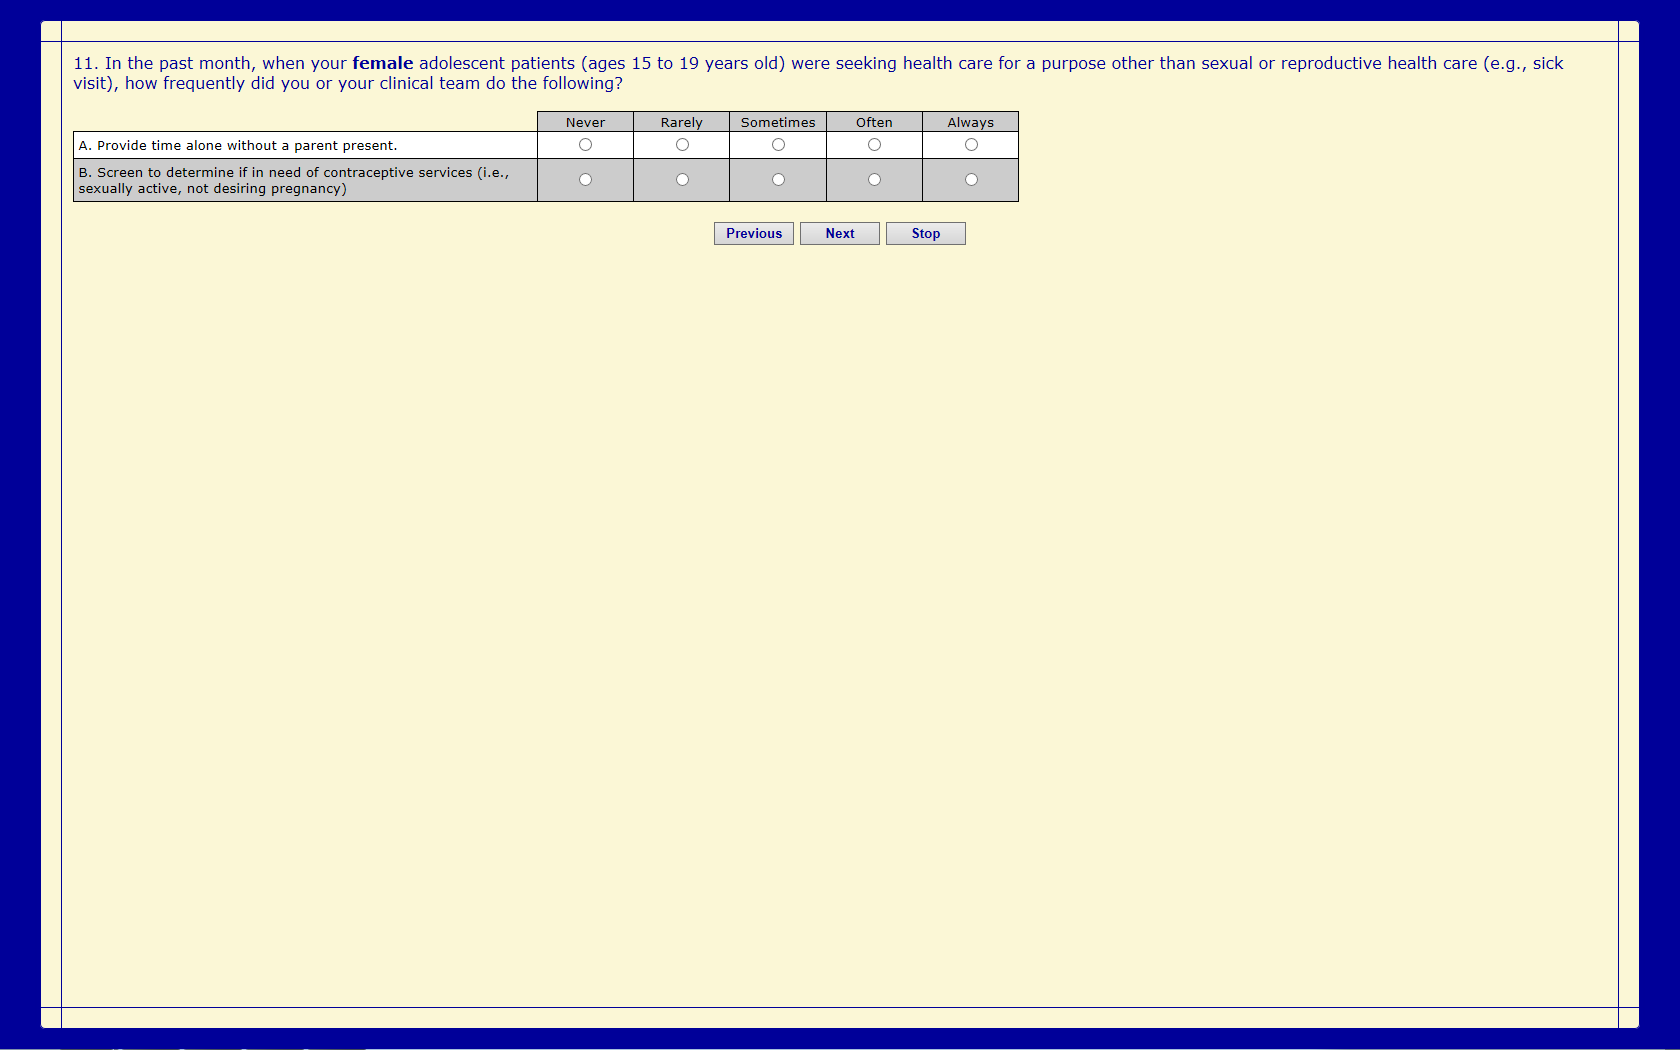 11. In the past month, when your female adolescent patients (ages 15 to 19 years old) were seeking health care for a purpose other than sexual or reproductive health care (e.g., sick
visit), how frequently did you or your clinical team do the following?
Never Rarely Sometimes Often Always
A. Provide time alone without a parent present.
B. Screen to determine if in need of contraceptive services (i.e.,
sexually active, not desiring pregnancy)
Previous Next Stop